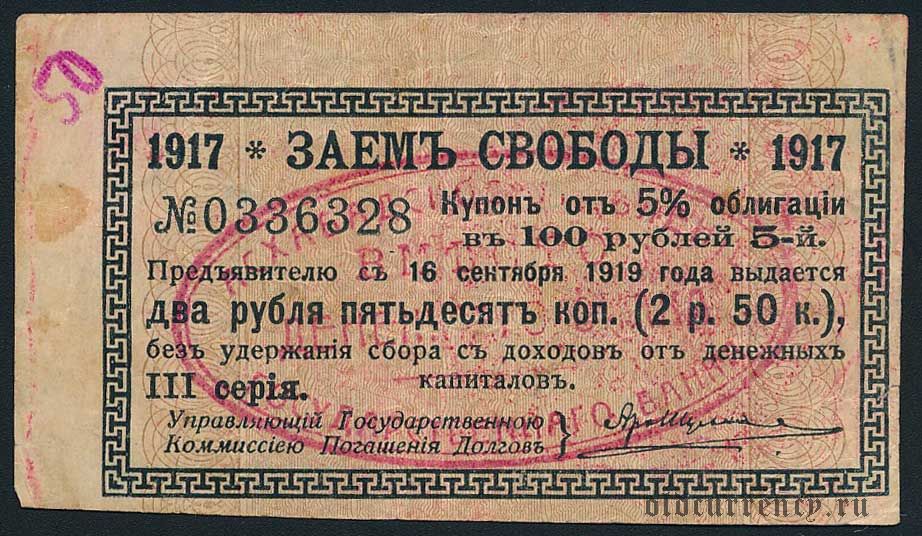 50
1917 * ЗАЕМЪ СВОБОДЫ * 1917
№0336328 Купонъ отъ 5% облигаціи
въ 100 рублей 5-й.
Предъявителю съ 16 сентября 1919 года выдается
два рубля пятьдесятъ коп. (2 р. 50 к.),
безъ удержанія сбора съ доходовъ отъ денежныхъ
III серія. капиталовъ.
Управляющій Государственною
Коммиссіею Погашенія Долговъ }
oldcurrency.ru